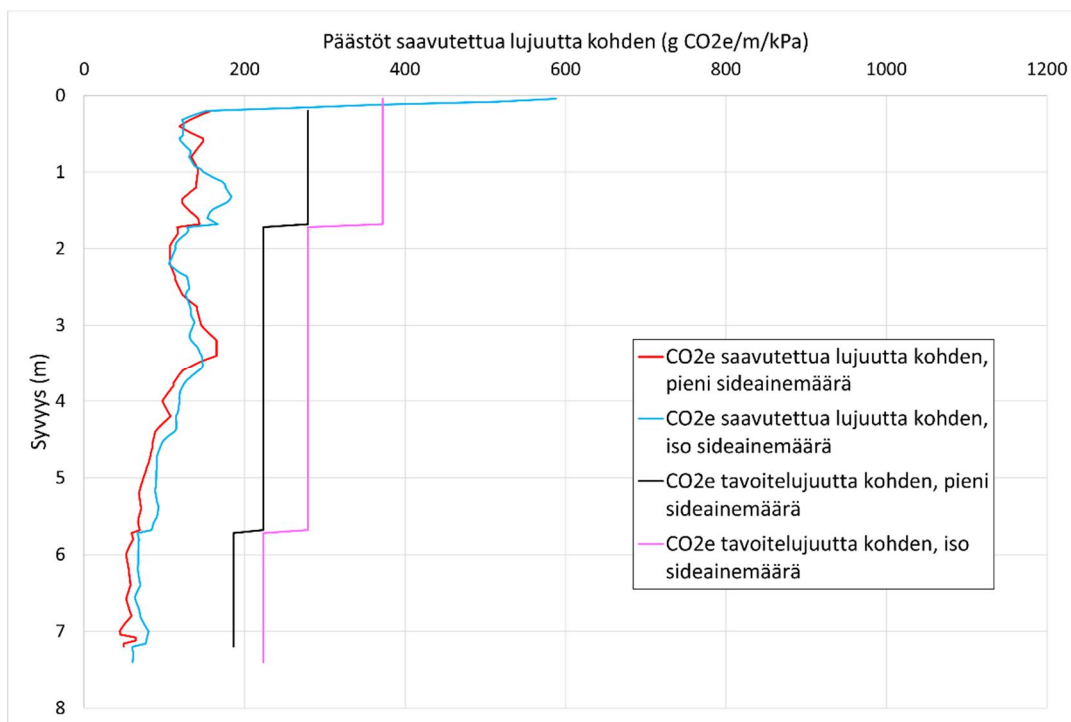 Päästöt saavutettua lujuutta kohden (g CO2e/m/kPa)
0 200 400 600 800 1000 1200
0
1
2
3
4
5
6
7
8
Syvyys (m)
CO2e saavutettua lujuutta kohden,
pieni sideainemäärä
CO2e saavutettua lujuutta kohden,
iso sideainemäärä
CO2e tavoitelujuutta kohden, pieni
sideainemäärä
CO2e tavoitelujuutta kohden, iso
sideainemäärä